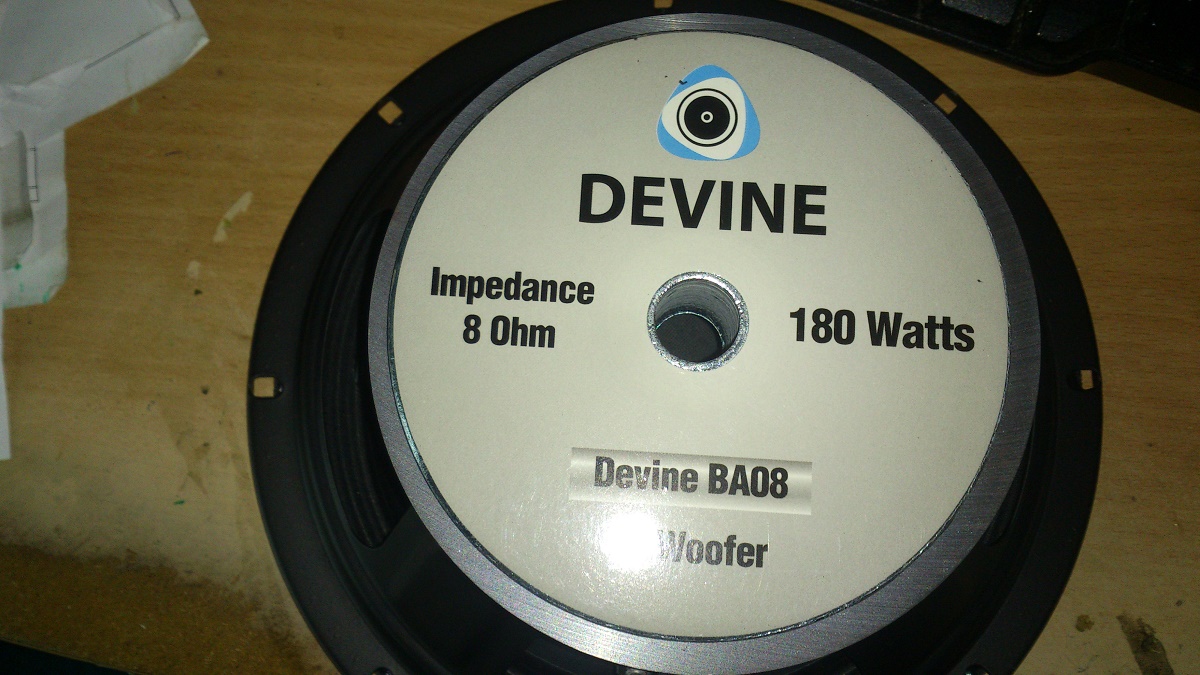 DEVINE
Impedance
8 Ohm
180 Watts
Devine BA08
Woofer